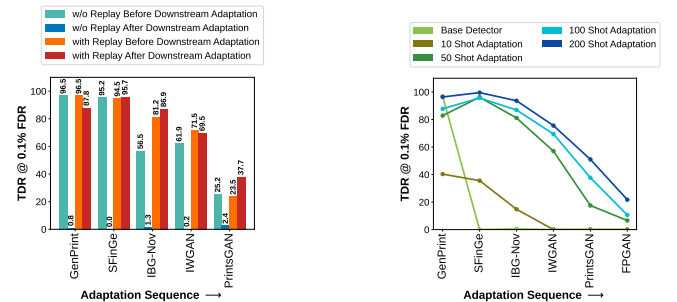 w/o Replay Before Downstream Adaptation
w/o Replay After Downstream Adaptation
with Replay Before Downstream Adaptation
with Replay After Downstream Adaptation
TDR @ 0.1% FDR
100
80
60
40
20
0
96.5 0.8 96.5 87.8
95.2 0.0 94.5 95.7
56.5 1.3 81.2 86.9
61.9 0.2 71.5 69.5
25.2 2.4 23.5 37.7
GenPrint
SFinGe
IBG-Nov
IWGAN
PrintsGAN
Adaptation Sequence →
Base Detector
10 Shot Adaptation
50 Shot Adaptation
100 Shot Adaptation
200 Shot Adaptation
TDR @ 0.1% FDR
100
80
60
40
20
0
GenPrint
SFinGe
IBG-Nov
IWGAN
PrintsGAN
FPGAN
Adaptation Sequence →